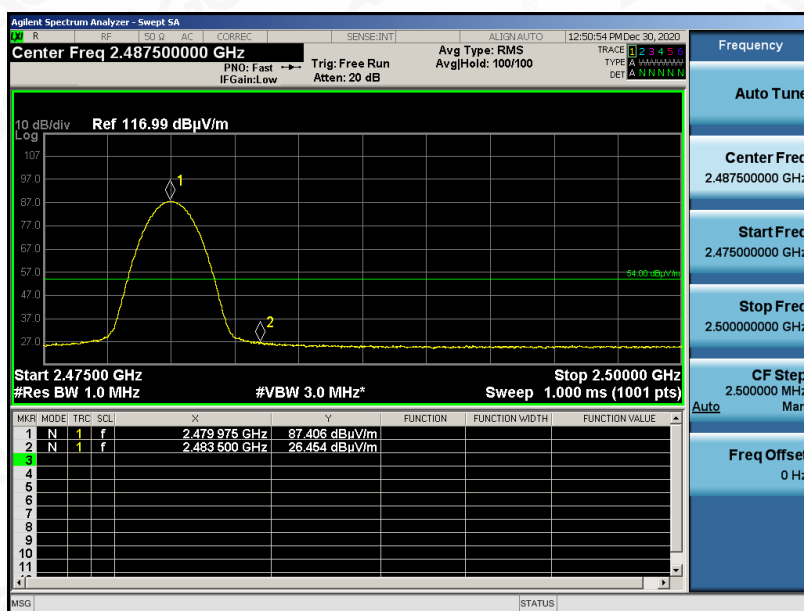 Agilent Spectrum Analyzer - Swept SA
LXI R RF 50 Ω AC CORREC SENSE:INT ALIGN AUTO 12:50:54 PM Dec 30, 2020
Center Freq 2.487500000 GHz
PNO: Fast
IFGain:Low
Trig: Free Run
Atten: 20 dB
Avg Type: RMS
Avg|Hold: 100/100
TRACE 1 2 3 4 5 6
TYPE A WWWWW
DET A N N N N N
10 dB/div Ref 116.99 dBµV/m
Log
107
97.0
87.0
77.0
67.0
57.0
47.0
37.0
27.0
1
2
54.00 dBµV/m
Start 2.47500 GHz Stop 2.50000 GHz
#Res BW 1.0 MHz #VBW 3.0 MHz* Sweep 1.000 ms (1001 pts)
MKR MODE TRC SCL X Y FUNCTION FUNCTION WIDTH FUNCTION VALUE
1 N 1 f 2.479 975 GHz 87.406 dBµV/m
2 N 1 f 2.483 500 GHz 26.454 dBµV/m
3
4
5
6
7
8
9
10
11
MSG STATUS
Frequency
Auto Tune
Center Freq
2.487500000 GHz
Start Freq
2.475000000 GHz
Stop Freq
2.500000000 GHz
CF Step
2.500000 MHz
Auto Man
Freq Offset
0 Hz